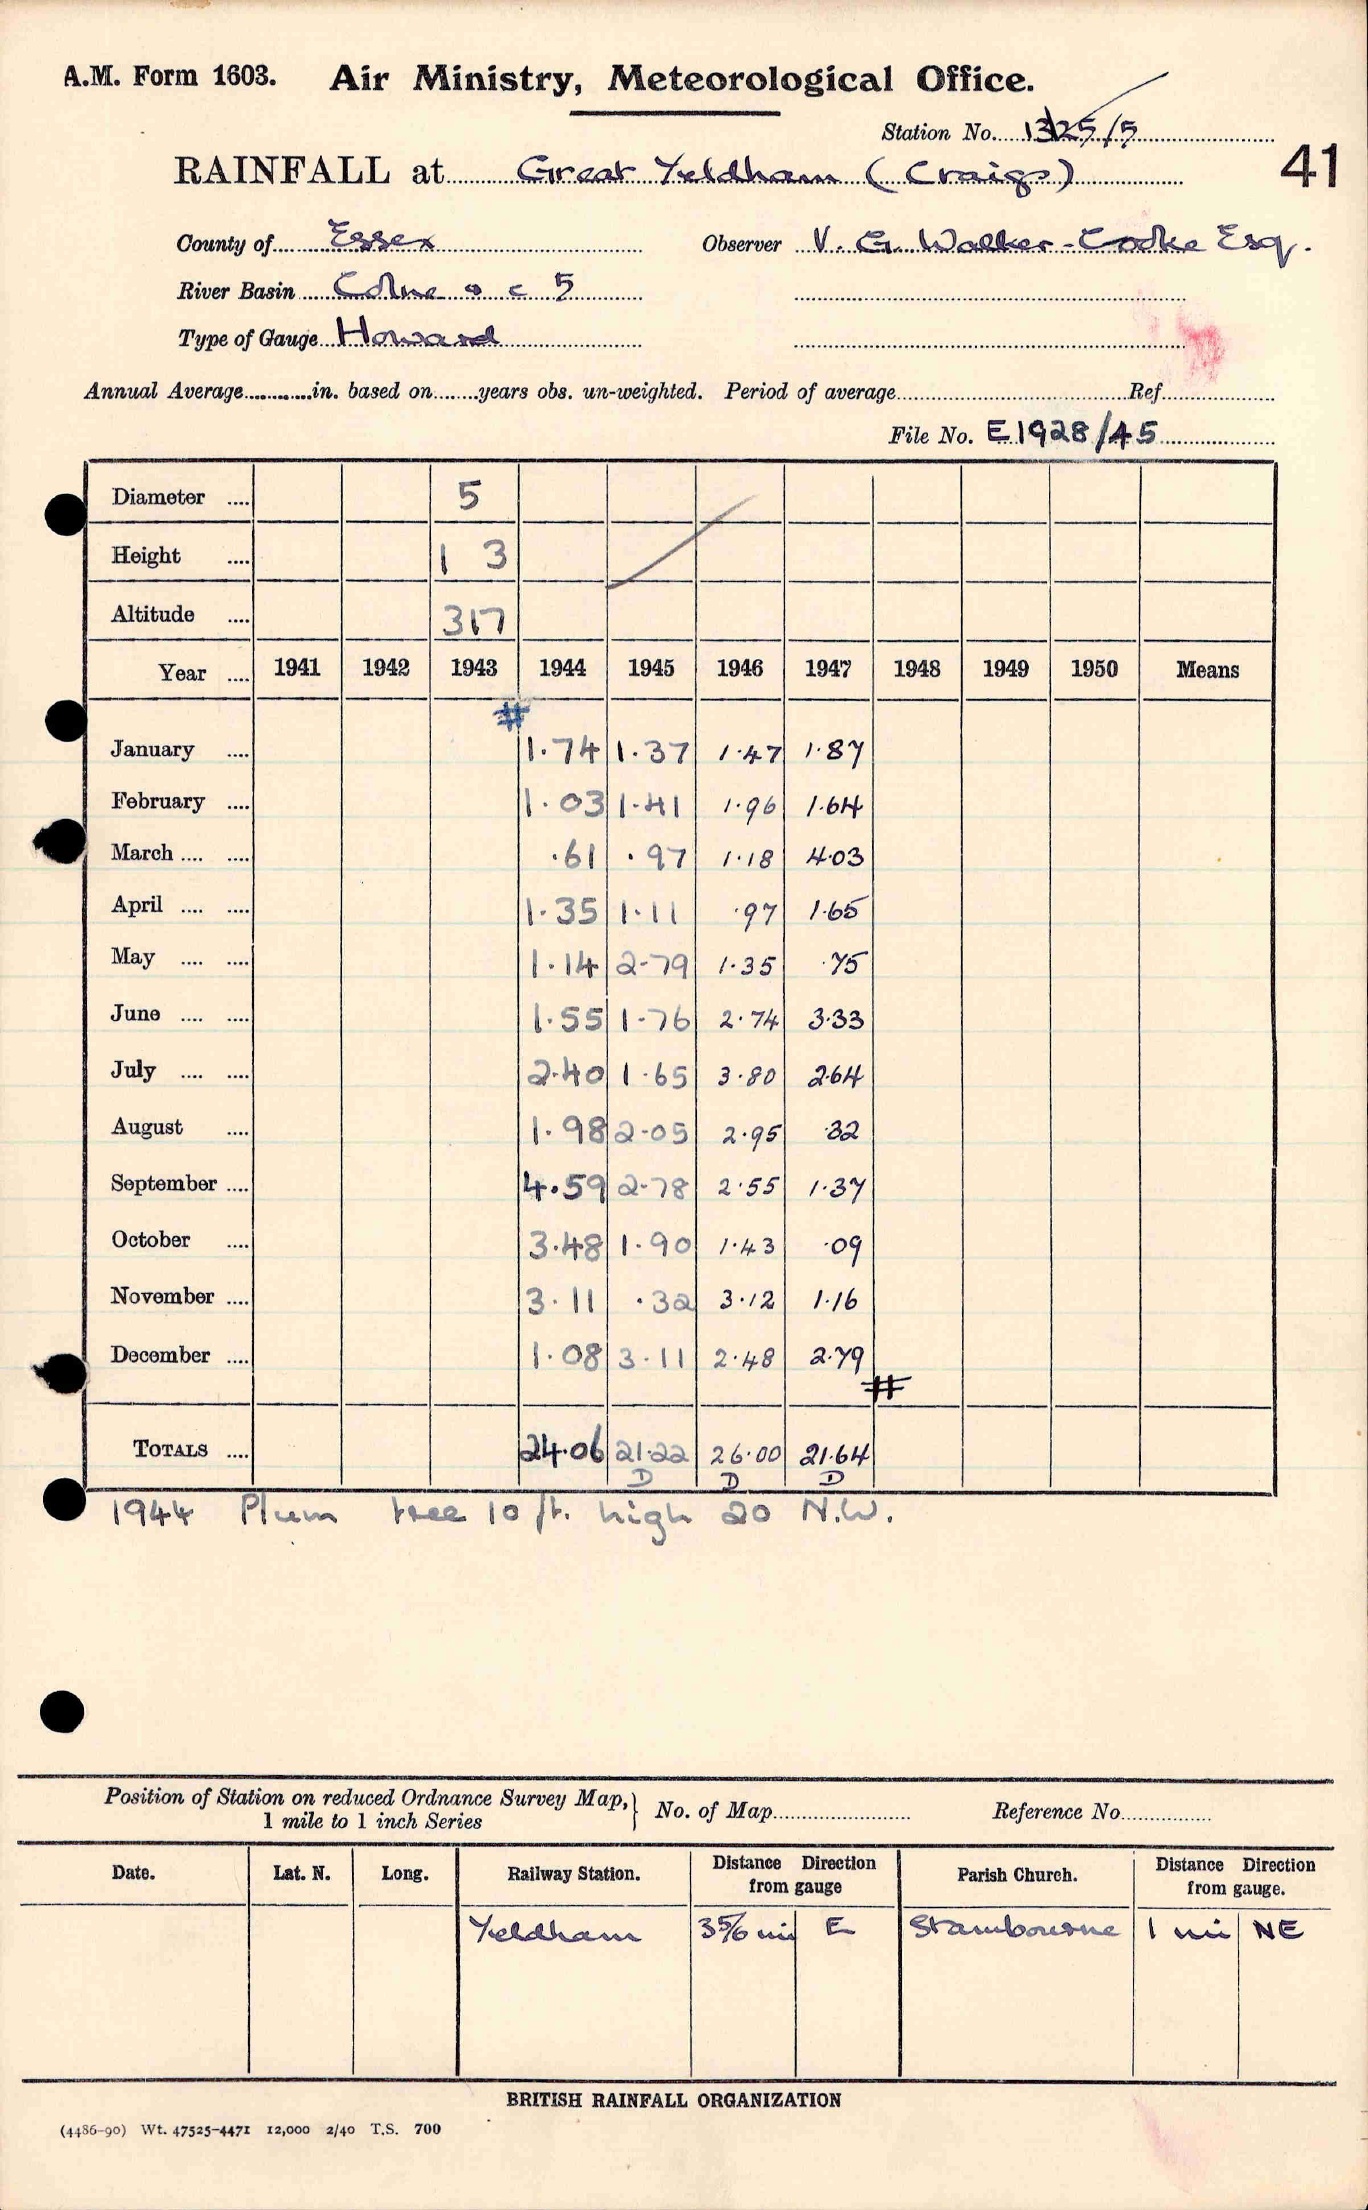 A.M. Form 1603. Air Ministry, Meteorological Office.
Station No. 1325/5
RAINFALL at Great Yeldham (Craigs) 41
County of Essex Observer V. G. Walker-Cooke Esq.
River Basin Colne a c 5
Type of Gauge Howard
Annual Average............in. based on........years obs. un-weighted. Period of average.................Ref.............
File No. E1928/45
Diameter .... 5
Height .... 1 3
Altitude .... 317
Year .... 1941 1942 1943 1944 1945 1946 1947 1948 1949 1950 Means
#
January .... 1.74 1.37 1.47 1.87
February .... 1.03 1.41 1.96 1.64
March .... .... .61 .97 1.18 4.03
April .... .... 1.35 1.11 .97 1.65
May .... .... 1.14 2.79 1.35 .75
June .... .... 1.55 1.76 2.74 3.33
July .... .... 2.40 1.65 3.80 2.64
August .... 1.98 2.05 2.95 .32
September .... 4.59 2.78 2.55 1.37
October .... 3.48 1.90 1.43 .09
November .... 3.11 .32 3.12 1.16
December .... 1.08 3.11 2.48 2.79
#
TOTALS .... 24.06 21.22 26.00 21.64
D D D
1944 Plum tree 10 ft. high 20 N.W.
Position of Station on reduced Ordnance Survey Map, 1 mile to 1 inch Series } No. of Map............ Reference No............
Date. Lat. N. Long. Railway Station. Distance Direction from gauge Parish Church. Distance Direction from gauge.
Yeldham 3 5/6 mi E Stambourne 1 mi NE
BRITISH RAINFALL ORGANIZATION
(4486-90) Wt. 47525-4471 12,000 2/40 T.S. 700